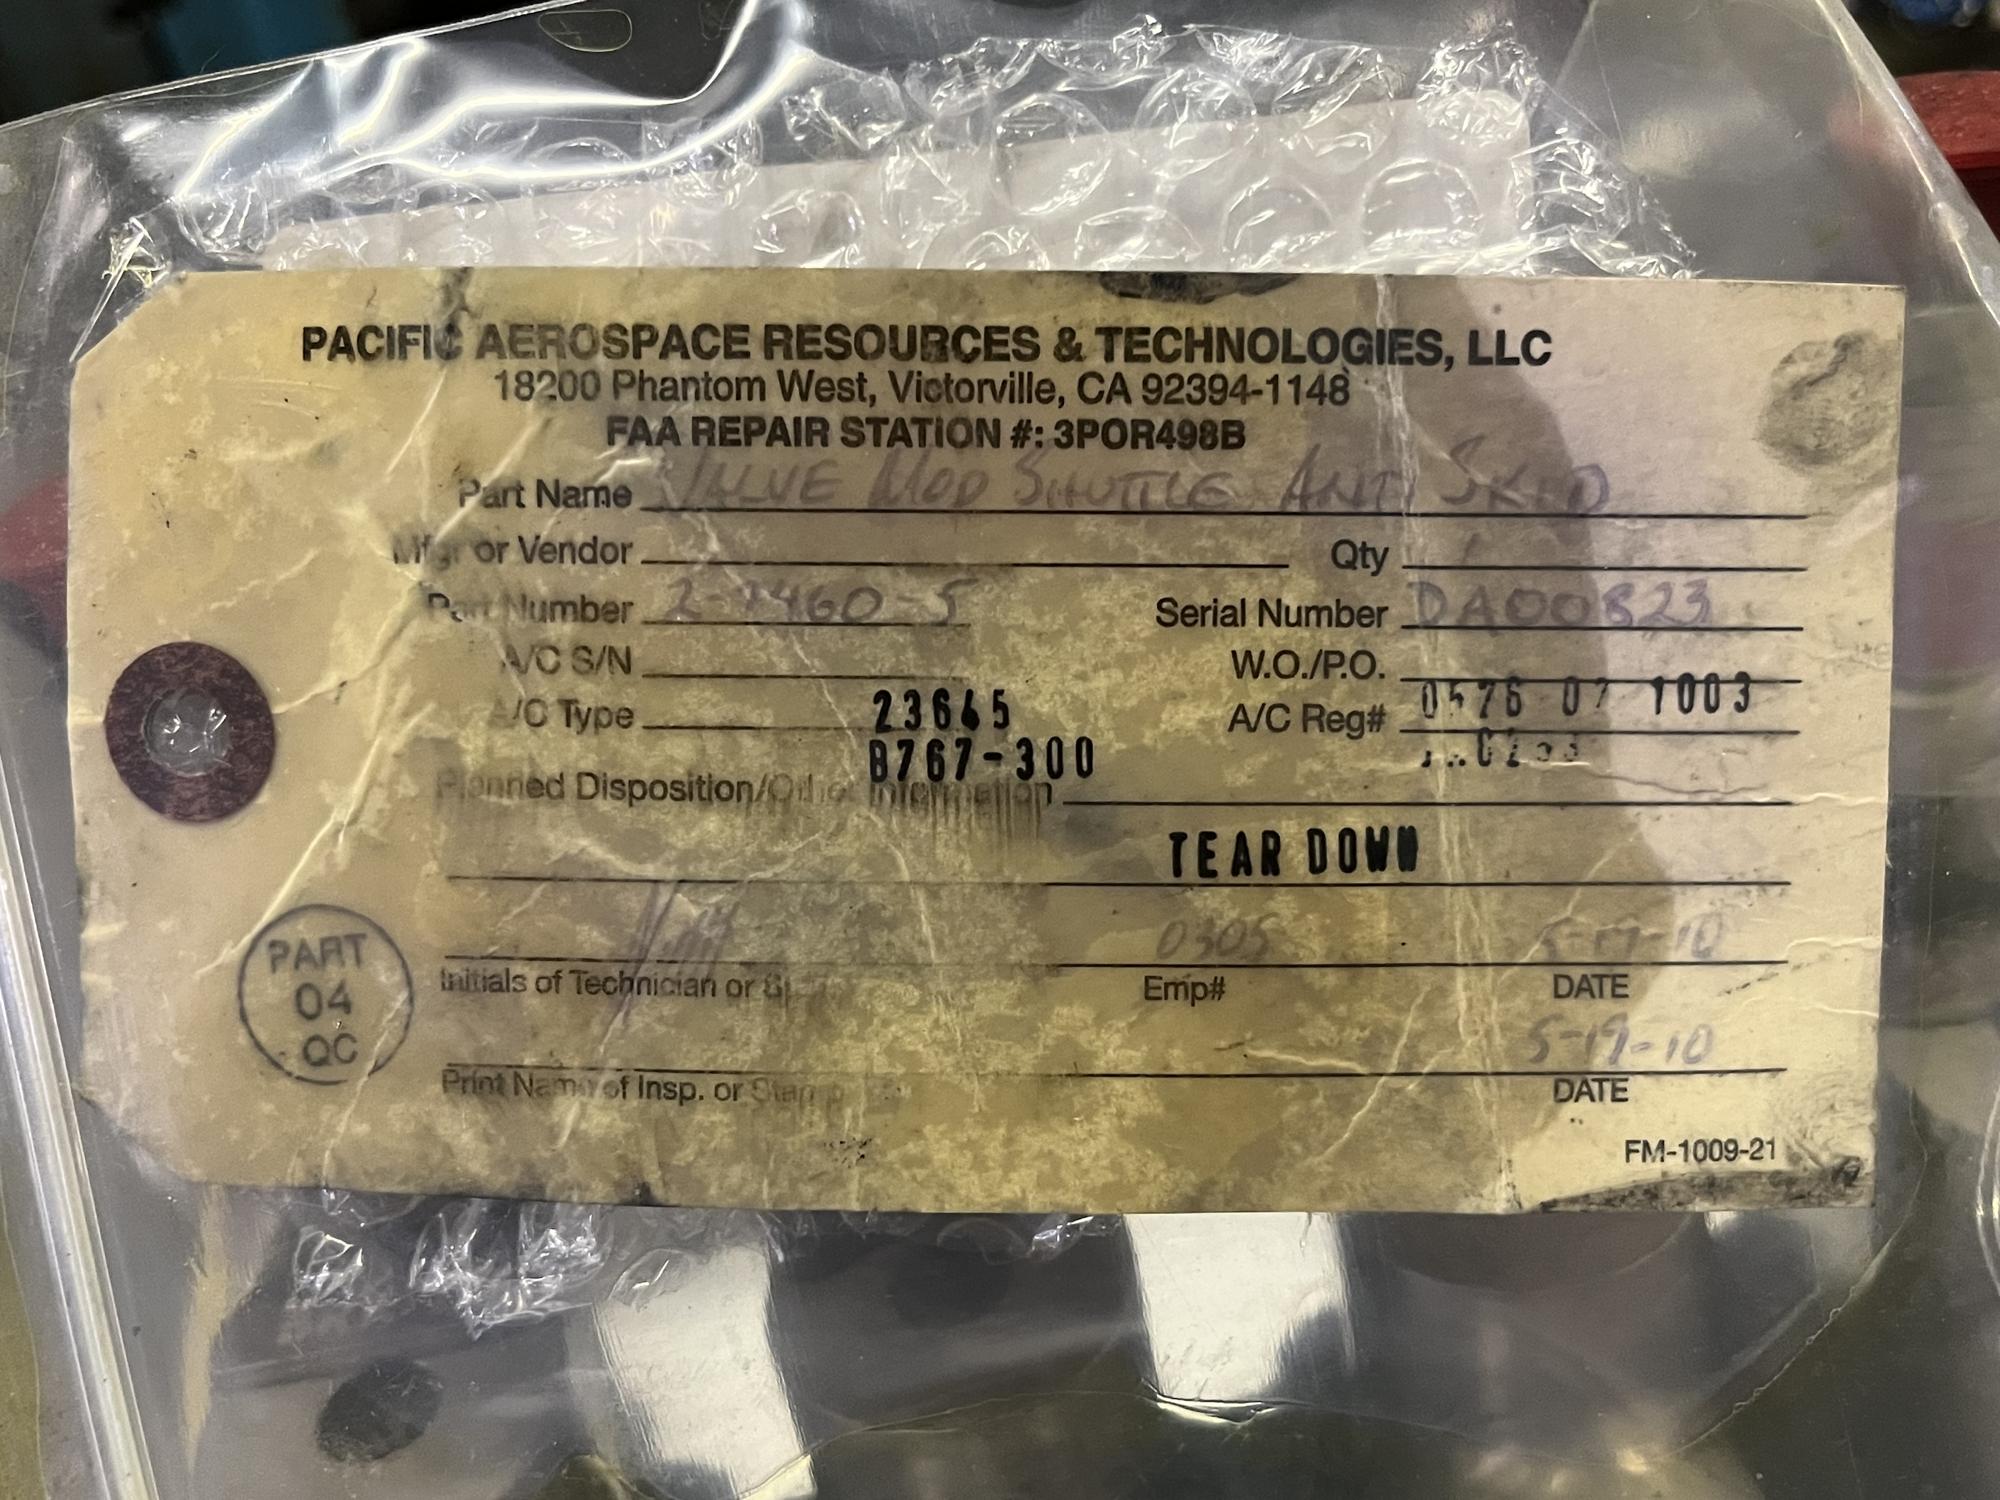 PACIFIC AEROSPACE RESOURCES & TECHNOLOGIES, LLC
18200 Phantom West, Victorville, CA 92394-1148
FAA REPAIR STATION #: 3POR498B
Part Name VALVE MOD SHUTTLE ANTI SKID
Mfgr or Vendor Qty 1
Part Number 2-7460-5 Serial Number DA00823
A/C S/N W.O./P.O.
A/C Type 23645 A/C Reg# 0576 07 1003
B767-300
Planned Disposition/Other Information
TEAR DOWN
0305 5-19-10
Initials of Technician or Emp# DATE
PART
04
QC
5-19-10
Print Name of Insp. or Stamp DATE
FM-1009-21